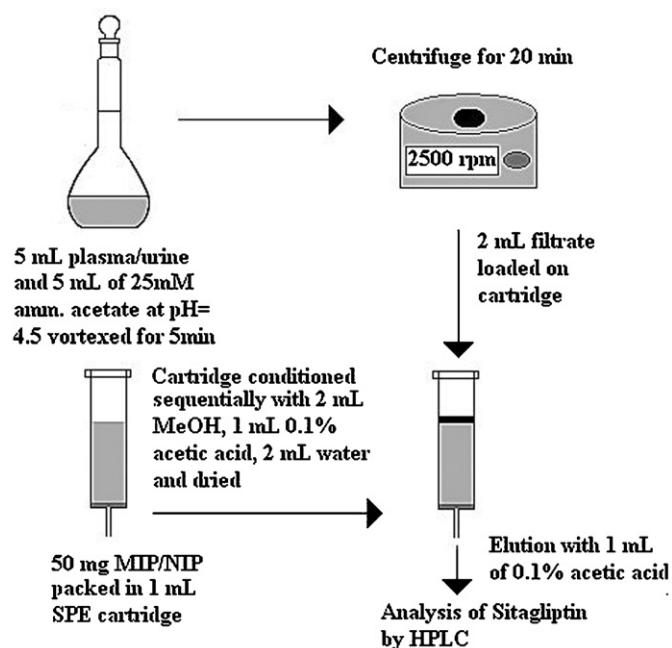 Centrifuge for 20 min
2500 rpm
5 mL plasma/urine
and 5 mL of 25mM
amm. acetate at pH=
4.5 vortexed for 5min
2 mL filtrate
loaded on
cartridge
Cartridge conditioned
sequentially with 2 mL
MeOH, 1 mL 0.1%
acetic acid, 2 mL water
and dried
50 mg MIP/NIP
packed in 1 mL
SPE cartridge
Elution with 1 mL
of 0.1% acetic acid
Analysis of Sitagliptin
by HPLC